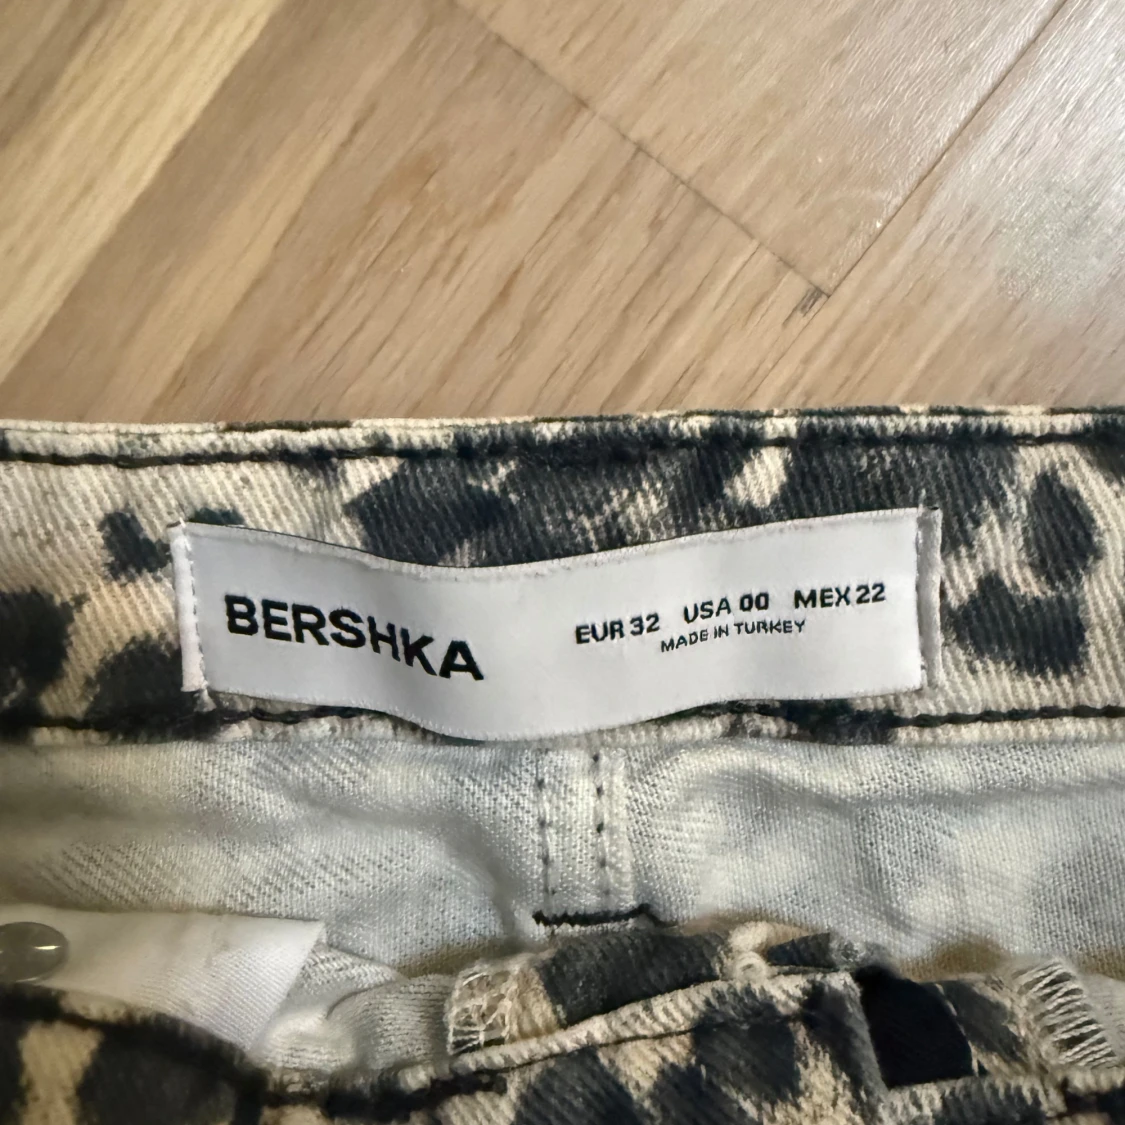 BERSHKA
EUR 32 USA 00 MEX 22
MADE IN TURKEY